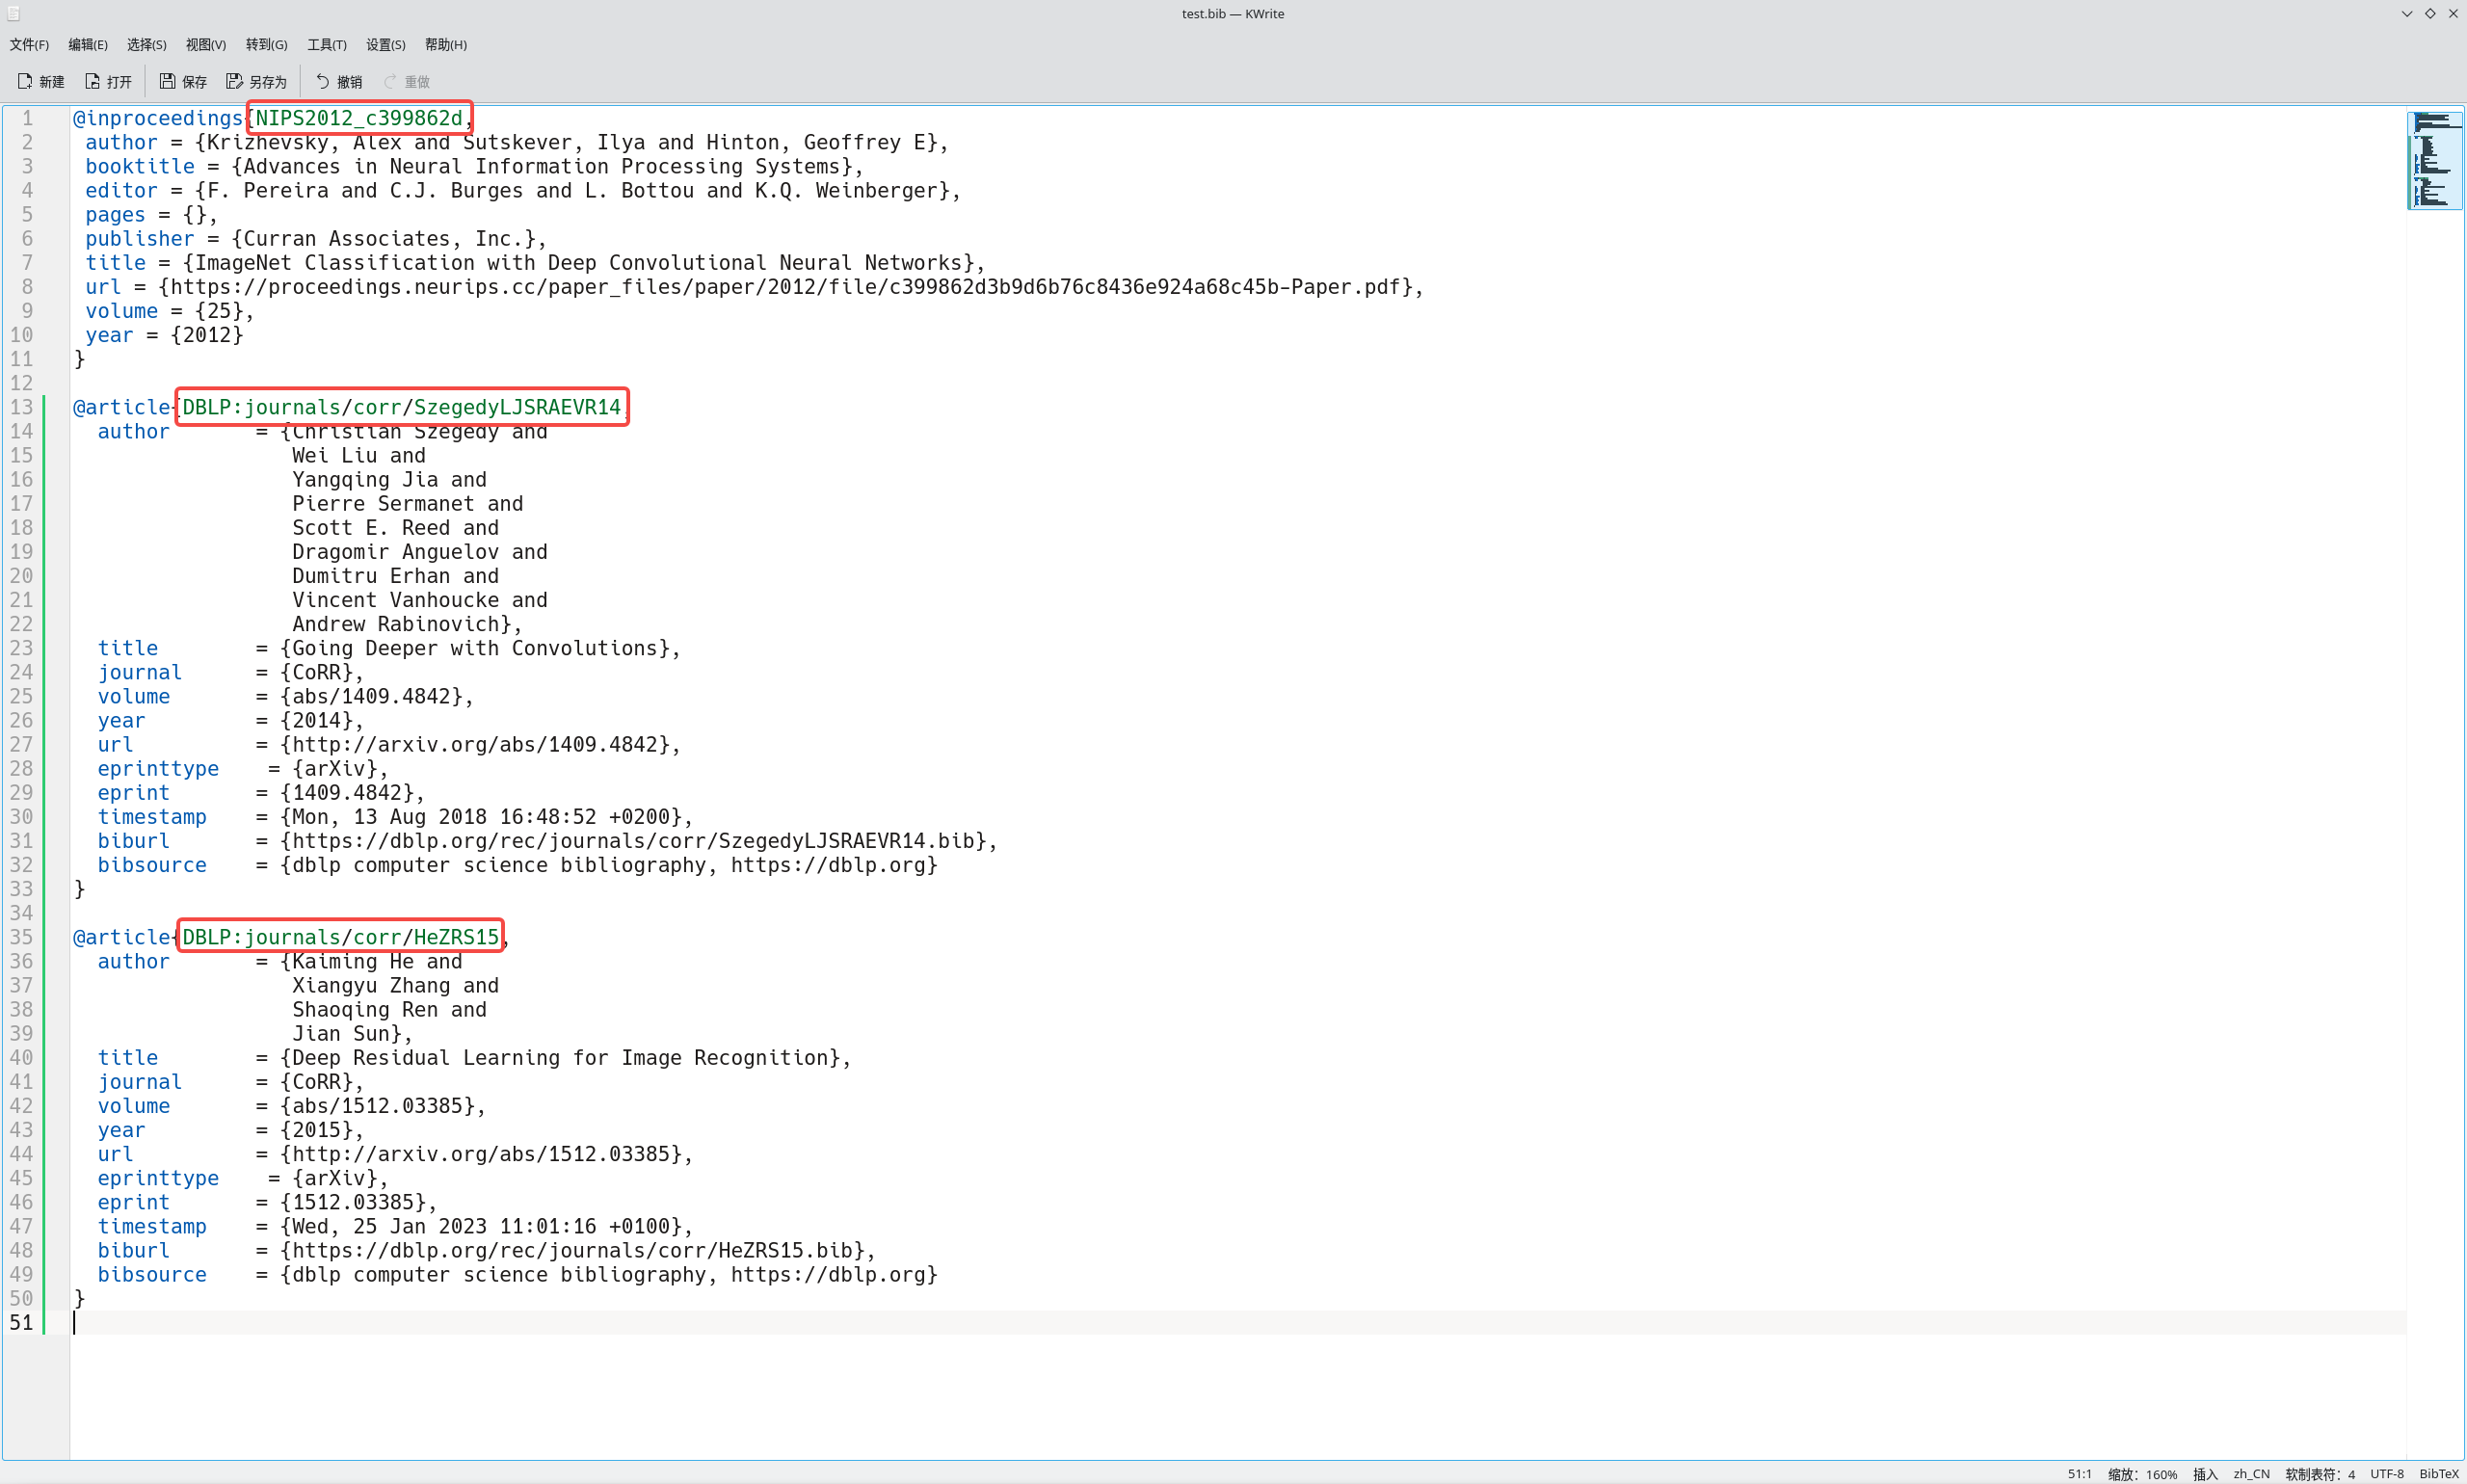 test.bib — KWrite
文件(F) 编辑(E) 选择(S) 视图(V) 转到(G) 工具(T) 设置(S) 帮助(H)
新建 打开 保存 另存为 撤销 重做
1 @inproceedings{NIPS2012_c399862d,
2 author = {Krizhevsky, Alex and Sutskever, Ilya and Hinton, Geoffrey E},
3 booktitle = {Advances in Neural Information Processing Systems},
4 editor = {F. Pereira and C.J. Burges and L. Bottou and K.Q. Weinberger},
5 pages = {},
6 publisher = {Curran Associates, Inc.},
7 title = {ImageNet Classification with Deep Convolutional Neural Networks},
8 url = {https://proceedings.neurips.cc/paper_files/paper/2012/file/c399862d3b9d6b76c8436e924a68c45b-Paper.pdf},
9 volume = {25},
10 year = {2012}
11 }
12
13 @article{DBLP:journals/corr/SzegedyLJSRAEVR14,
14 author = {Christian Szegedy and
15 Wei Liu and
16 Yangqing Jia and
17 Pierre Sermanet and
18 Scott E. Reed and
19 Dragomir Anguelov and
20 Dumitru Erhan and
21 Vincent Vanhoucke and
22 Andrew Rabinovich},
23 title = {Going Deeper with Convolutions},
24 journal = {CoRR},
25 volume = {abs/1409.4842},
26 year = {2014},
27 url = {http://arxiv.org/abs/1409.4842},
28 eprinttype = {arXiv},
29 eprint = {1409.4842},
30 timestamp = {Mon, 13 Aug 2018 16:48:52 +0200},
31 biburl = {https://dblp.org/rec/journals/corr/SzegedyLJSRAEVR14.bib},
32 bibsource = {dblp computer science bibliography, https://dblp.org}
33 }
34
35 @article{DBLP:journals/corr/HeZRS15,
36 author = {Kaiming He and
37 Xiangyu Zhang and
38 Shaoqing Ren and
39 Jian Sun},
40 title = {Deep Residual Learning for Image Recognition},
41 journal = {CoRR},
42 volume = {abs/1512.03385},
43 year = {2015},
44 url = {http://arxiv.org/abs/1512.03385},
45 eprinttype = {arXiv},
46 eprint = {1512.03385},
47 timestamp = {Wed, 25 Jan 2023 11:01:16 +0100},
48 biburl = {https://dblp.org/rec/journals/corr/HeZRS15.bib},
49 bibsource = {dblp computer science bibliography, https://dblp.org}
50 }
51
51:1 缩放：160% 插入 zh_CN 软制表符：4 UTF-8 BibTeX